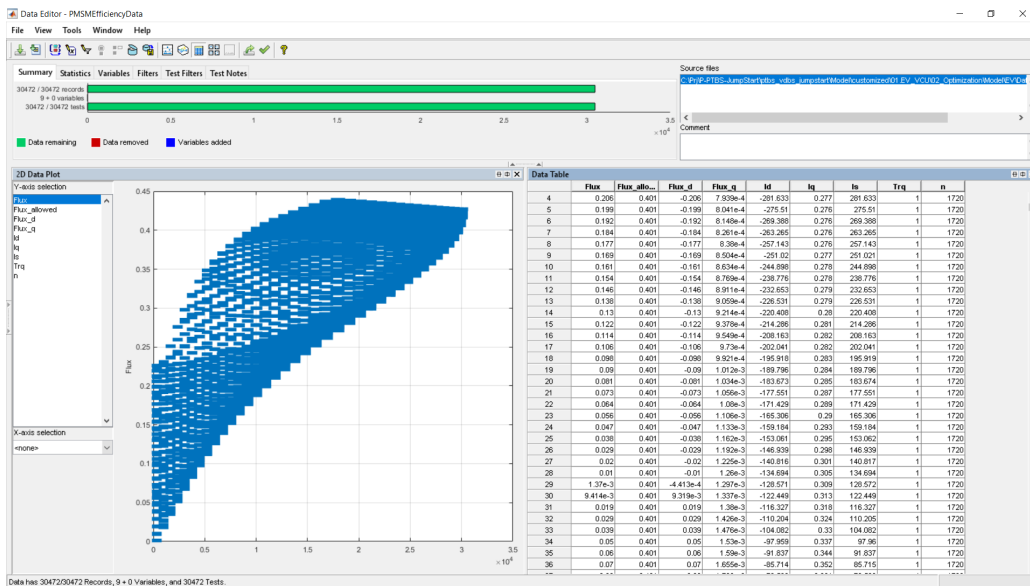 Data Editor - PMSMEfficiencyData
File View Tools Window Help
Summary Statistics Variables Filters Test Filters Test Notes
30472 / 30472 records
9 + 0 variables
30472 / 30472 tests
0 0.5 1 1.5 2 2.5 3 3.5
×10⁴
Data remaining Data removed Variables added
Source files
Comment
2D Data Plot
Y-axis selection
Flux
Flux_allowed
Flux_d
Flux_q
Id
Iq
Is
Trq
n
X-axis selection
<none>
0.45
0.4
0.35
0.3
0.25
0.2
0.15
0.1
0.05
0
Flux
0 0.5 1 1.5 2 2.5 3 3.5
×10⁴
Data Table
Flux Flux_allo... Flux_d Flux_q Id Iq Is Trq n
4 0.206 0.401 -0.206 7.939e-4 -281.633 0.277 281.633 1 1720
5 0.199 0.401 -0.199 8.041e-4 -275.51 0.276 275.51 1 1720
6 0.192 0.401 -0.192 8.148e-4 -269.388 0.276 269.388 1 1720
7 0.184 0.401 -0.184 8.261e-4 -263.265 0.276 263.265 1 1720
8 0.177 0.401 -0.177 8.38e-4 -257.143 0.276 257.143 1 1720
9 0.169 0.401 -0.169 8.504e-4 -251.02 0.277 251.021 1 1720
10 0.161 0.401 -0.161 8.634e-4 -244.898 0.278 244.898 1 1720
11 0.154 0.401 -0.154 8.769e-4 -238.776 0.278 238.776 1 1720
12 0.146 0.401 -0.146 8.911e-4 -232.653 0.279 232.653 1 1720
13 0.138 0.401 -0.138 9.059e-4 -226.531 0.279 226.531 1 1720
14 0.13 0.401 -0.13 9.214e-4 -220.408 0.28 220.408 1 1720
15 0.122 0.401 -0.122 9.378e-4 -214.286 0.281 214.286 1 1720
16 0.114 0.401 -0.114 9.549e-4 -208.163 0.282 208.163 1 1720
17 0.106 0.401 -0.106 9.73e-4 -202.041 0.282 202.041 1 1720
18 0.098 0.401 -0.098 9.921e-4 -195.918 0.283 195.919 1 1720
19 0.09 0.401 -0.09 1.012e-3 -189.796 0.284 189.796 1 1720
20 0.081 0.401 -0.081 1.034e-3 -183.673 0.285 183.674 1 1720
21 0.073 0.401 -0.073 1.056e-3 -177.551 0.287 177.551 1 1720
22 0.064 0.401 -0.064 1.08e-3 -171.429 0.289 171.429 1 1720
23 0.056 0.401 -0.056 1.106e-3 -165.306 0.29 165.306 1 1720
24 0.047 0.401 -0.047 1.133e-3 -159.184 0.293 159.184 1 1720
25 0.038 0.401 -0.038 1.162e-3 -153.061 0.295 153.062 1 1720
26 0.029 0.401 -0.029 1.192e-3 -146.939 0.298 146.939 1 1720
27 0.02 0.401 -0.02 1.225e-3 -140.816 0.301 140.817 1 1720
28 0.01 0.401 -0.01 1.26e-3 -134.694 0.305 134.694 1 1720
29 1.37e-3 0.401 -4.413e-4 1.297e-3 -128.571 0.309 128.572 1 1720
30 9.414e-3 0.401 9.319e-3 1.337e-3 -122.449 0.313 122.449 1 1720
31 0.019 0.401 0.019 1.38e-3 -116.327 0.318 116.327 1 1720
32 0.029 0.401 0.029 1.426e-3 -110.204 0.324 110.205 1 1720
33 0.039 0.401 0.039 1.476e-3 -104.082 0.33 104.082 1 1720
34 0.05 0.401 0.05 1.53e-3 -97.959 0.337 97.96 1 1720
35 0.06 0.401 0.06 1.59e-3 -91.837 0.344 91.837 1 1720
36 0.07 0.401 0.07 1.655e-3 -85.714 0.352 85.715 1 1720
Data has 30472/30472 Records, 9 + 0 Variables, and 30472 Tests.